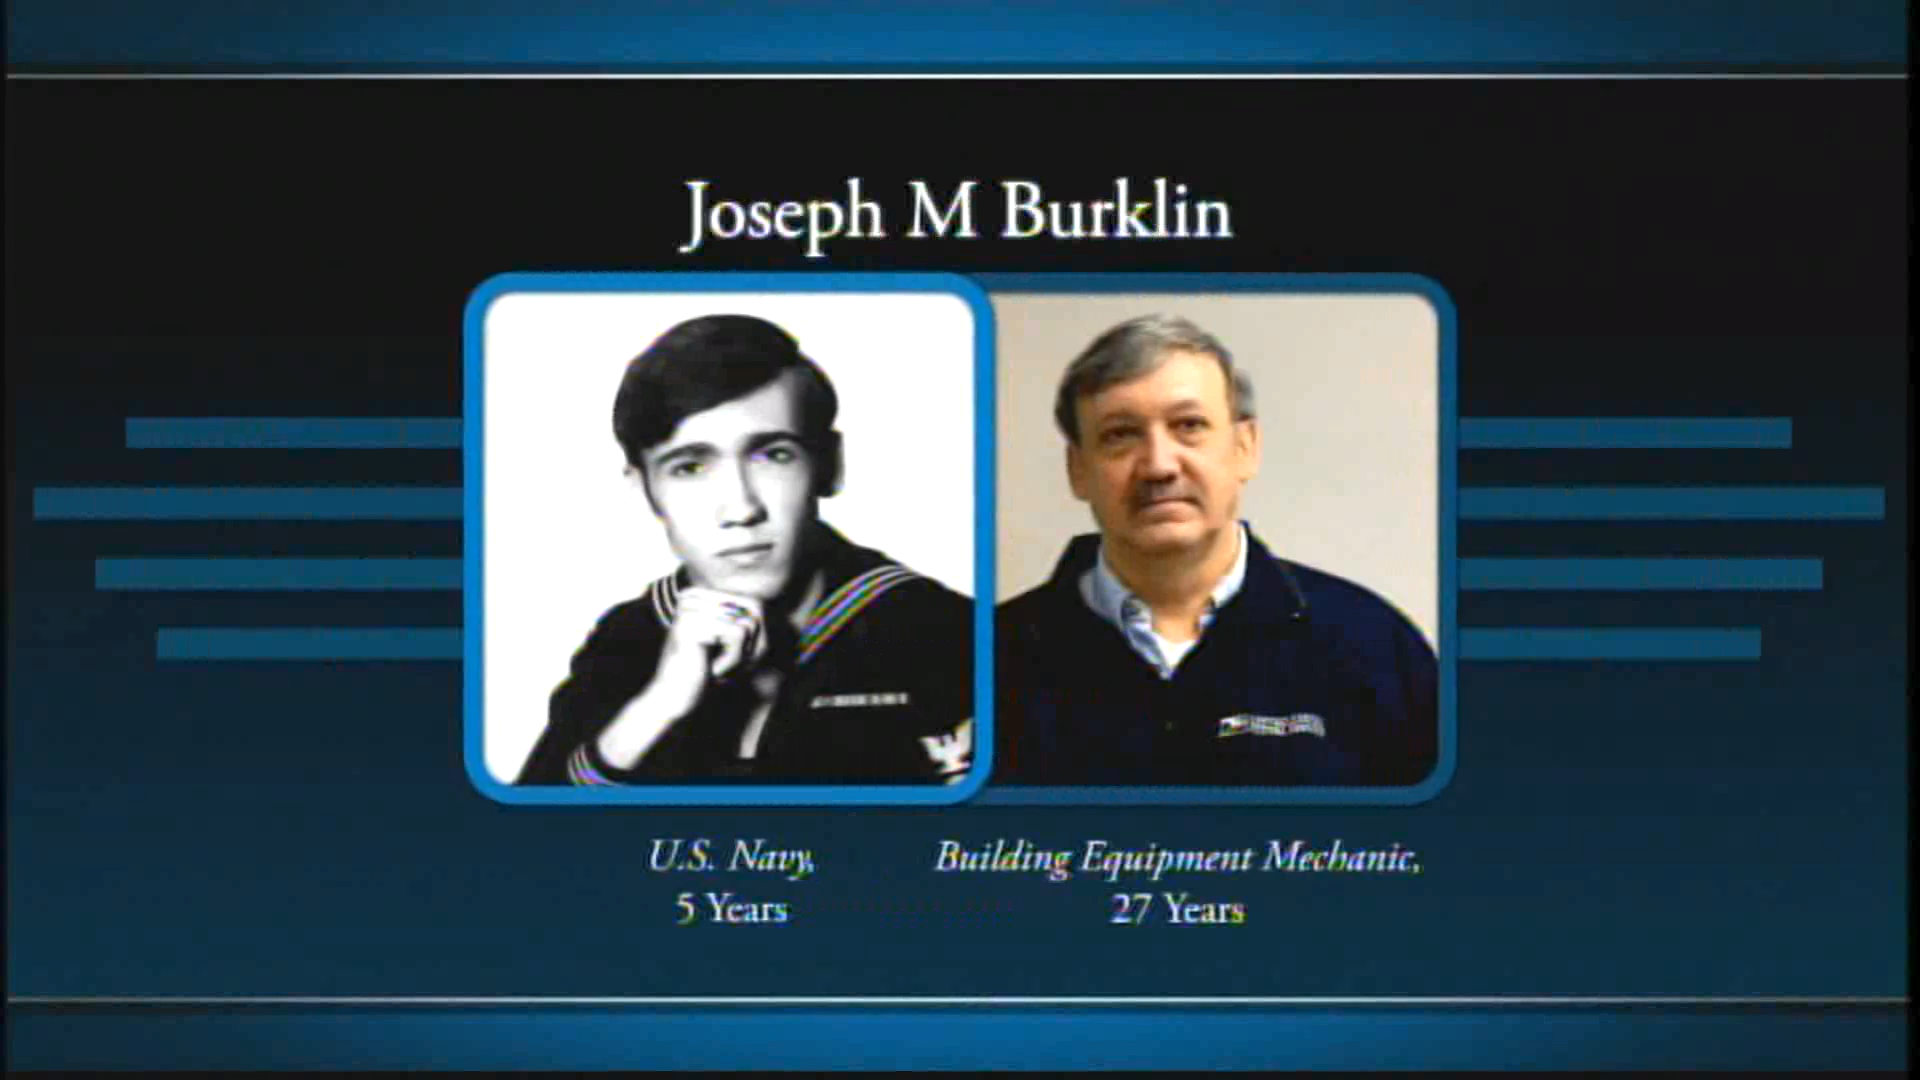 Joseph M Burklin
U.S. Navy,
5 Years
Building Equipment Mechanic,
27 Years